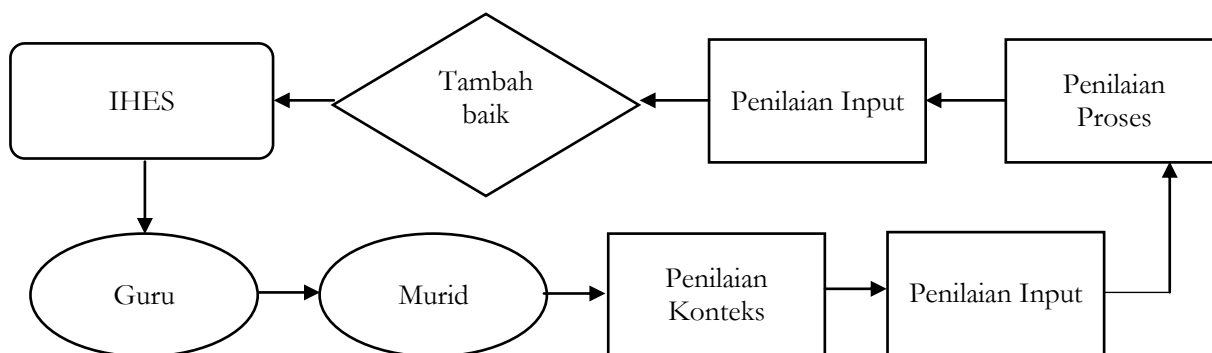 IHES
Tambah
baik
Penilaian Input
Penilaian
Proses
Guru
Murid
Penilaian
Konteks
Penilaian Input